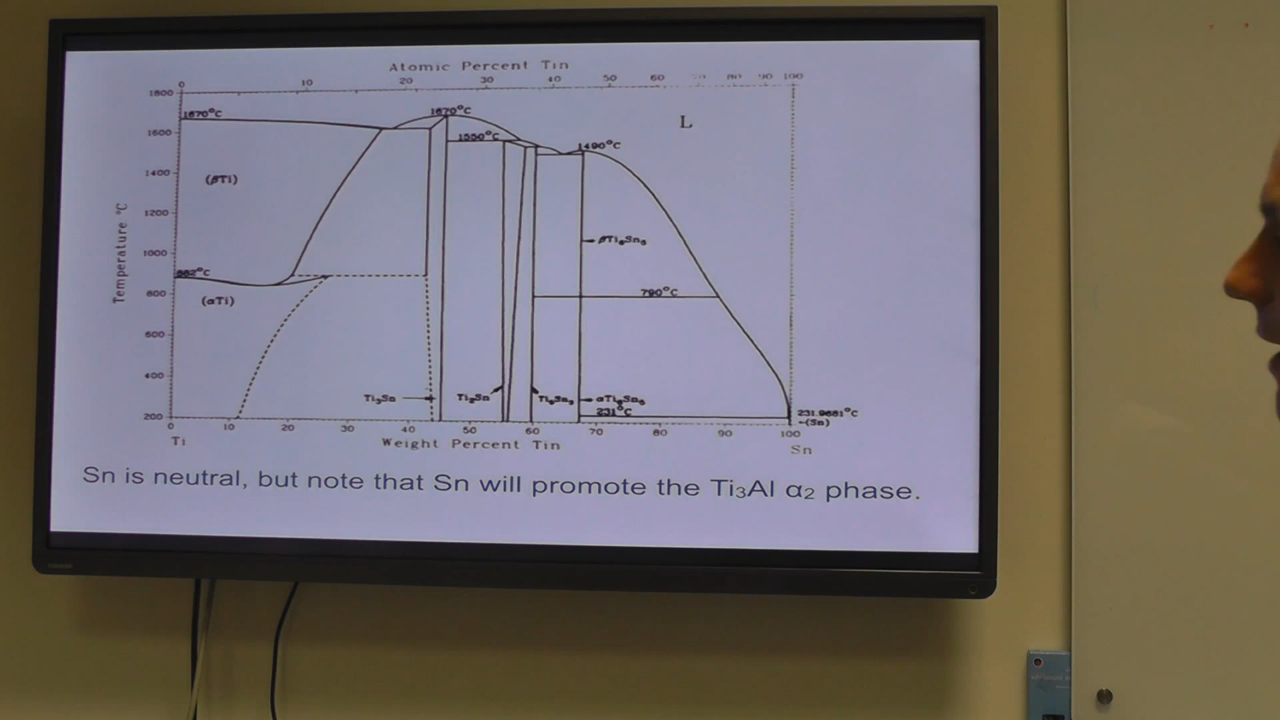 Atomic Percent Tin
0 10 20 30 40 50 60 70 80 90 100
1800
1670°C
1670°C
1600
1550°C
1490°C
L
1400
(βTi)
1200
Temperature °C
βTi₆Sn₅
1000
882°C
790°C
800
(αTi)
600
400
Ti₃Sn
Ti₂Sn
Ti₅Sn₃
αTi₆Sn₅
231°C
231.9681°C
(Sn)
200
10 20 30 40 50 60 70 80 90 100
Ti
Weight Percent Tin
Sn
Sn is neutral, but note that Sn will promote the Ti₃Al α₂ phase.